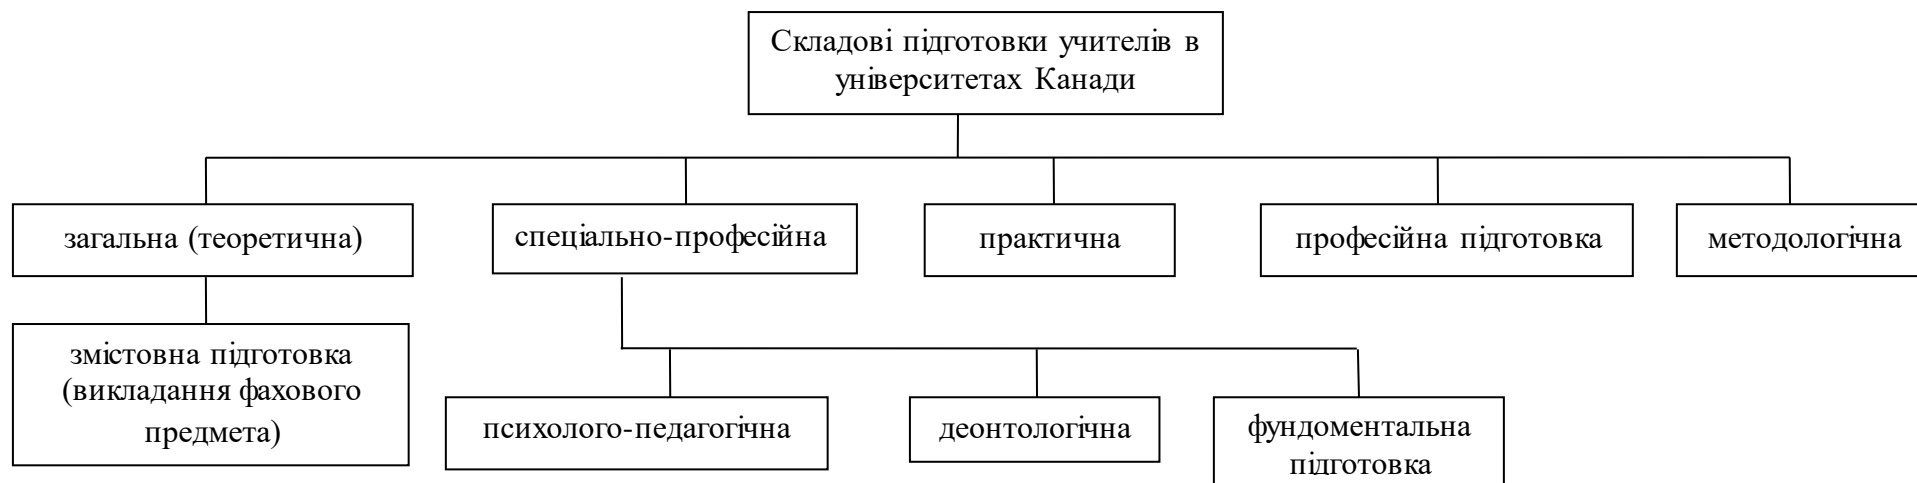 Складові підготовки учителів в
університетах Канади
загальна (теоретична)
спеціально-професійна
практична
професійна підготовка
методологічна
змістовна підготовка
(викладання фахового
предмета)
психолого-педагогічна
деонтологічна
фундоментальна
підготовка